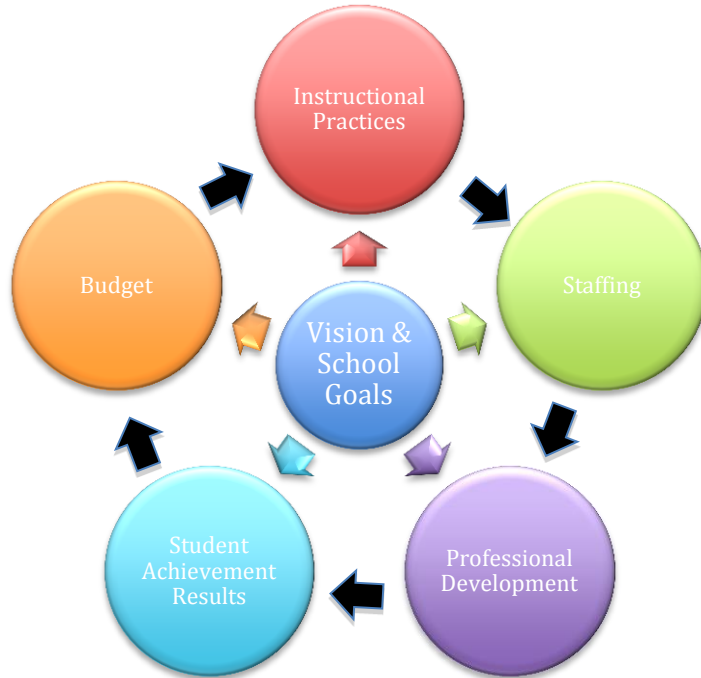 Instructional
Practices
Budget
Staffing
Vision &
School
Goals
Student
Achievement
Results
Professional
Development